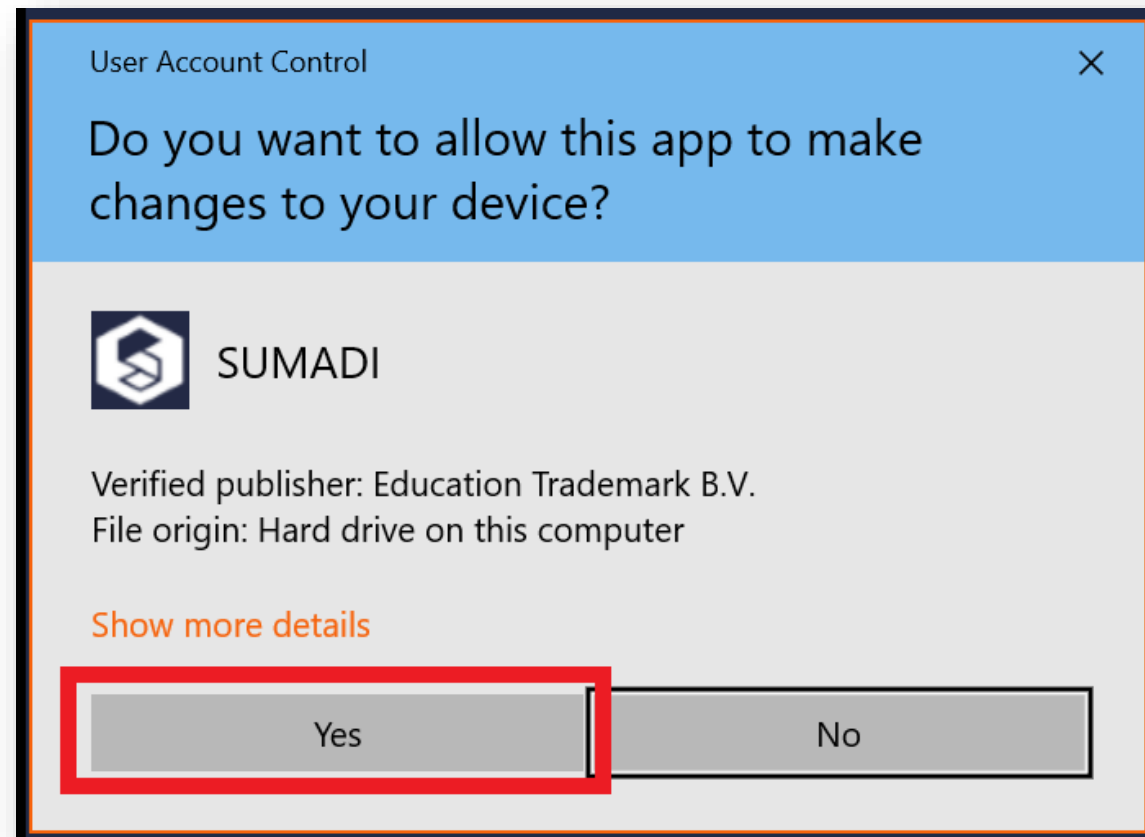 User Account Control
Do you want to allow this app to make
changes to your device?
SUMADI
Verified publisher: Education Trademark B.V.
File origin: Hard drive on this computer
Show more details
Yes
No